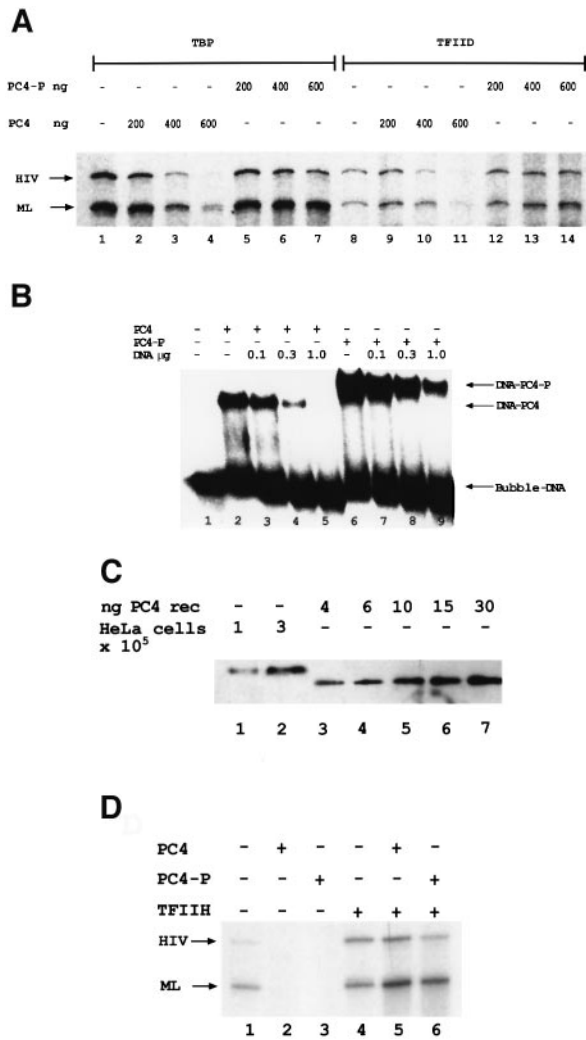 A
TBP TFIID
PC4-P ng - - - - 200 400 600 - - - - 200 400 600
PC4 ng - 200 400 600 - - - - 200 400 600 - - -
HIV
ML
1 2 3 4 5 6 7 8 9 10 11 12 13 14
B
PC4 - + + + + - - - -
PC4-P - - - - - + + + +
DNA µg - - 0.1 0.3 1.0 - 0.1 0.3 1.0
DNA-PC4-P
DNA-PC4
Bubble-DNA
1 2 3 4 5 6 7 8 9
C
ng PC4 rec - - 4 6 10 15 30
HeLa cells 1 3 - - - - -
x 10⁵
1 2 3 4 5 6 7
D
PC4 - + - - + -
PC4-P - - + - - +
TFIIH - - - + + +
HIV
ML
1 2 3 4 5 6